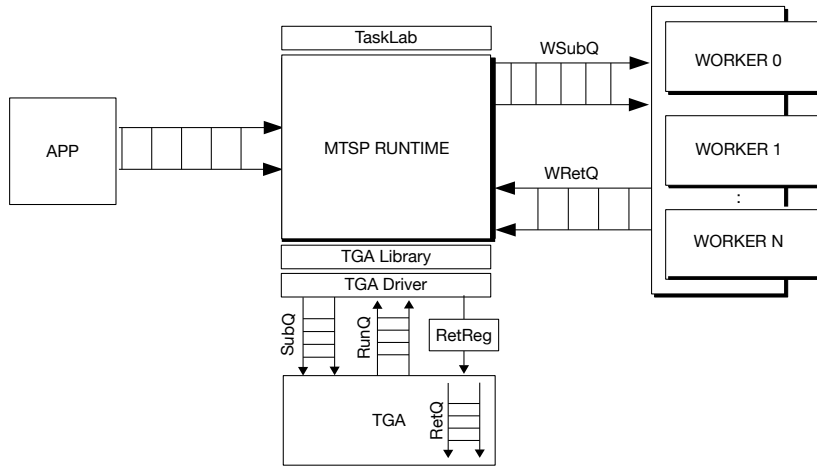 TaskLab
WSubQ
WORKER 0
APP
MTSP RUNTIME
WORKER 1
WRetQ
:
WORKER N
TGA Library
TGA Driver
SubQ
RunQ
RetReg
TGA
RetQ